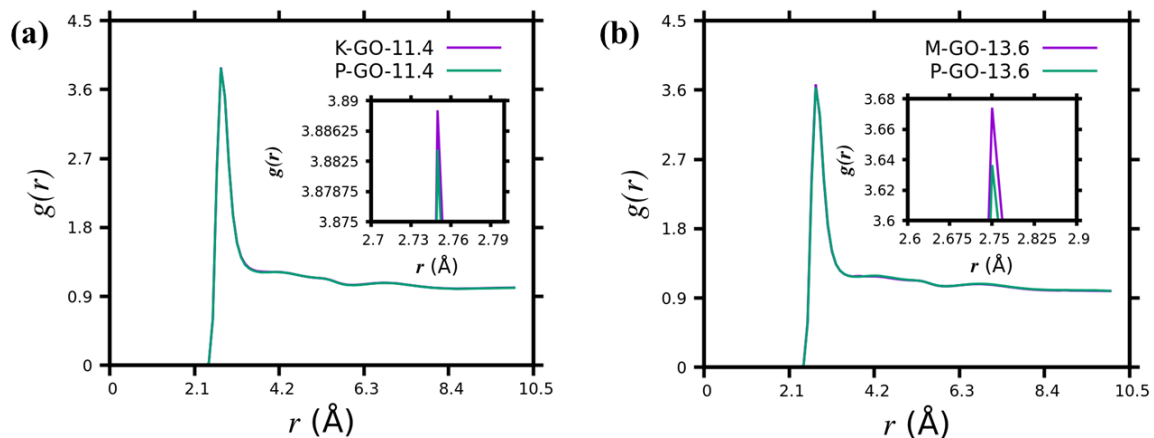 (a)
4.5
3.6
2.7
1.8
0.9
0
g(r)
K-GO-11.4
P-GO-11.4
3.89
3.88625
3.8825
3.87875
3.875
g(r)
2.7 2.73 2.76 2.79
r (Å)
0 2.1 4.2 6.3 8.4 10.5
r (Å)
(b)
4.5
3.6
2.7
1.8
0.9
0
g(r)
M-GO-13.6
P-GO-13.6
3.68
3.66
3.64
3.62
3.6
g(r)
2.6 2.675 2.75 2.825 2.9
r (Å)
0 2.1 4.2 6.3 8.4 10.5
r (Å)